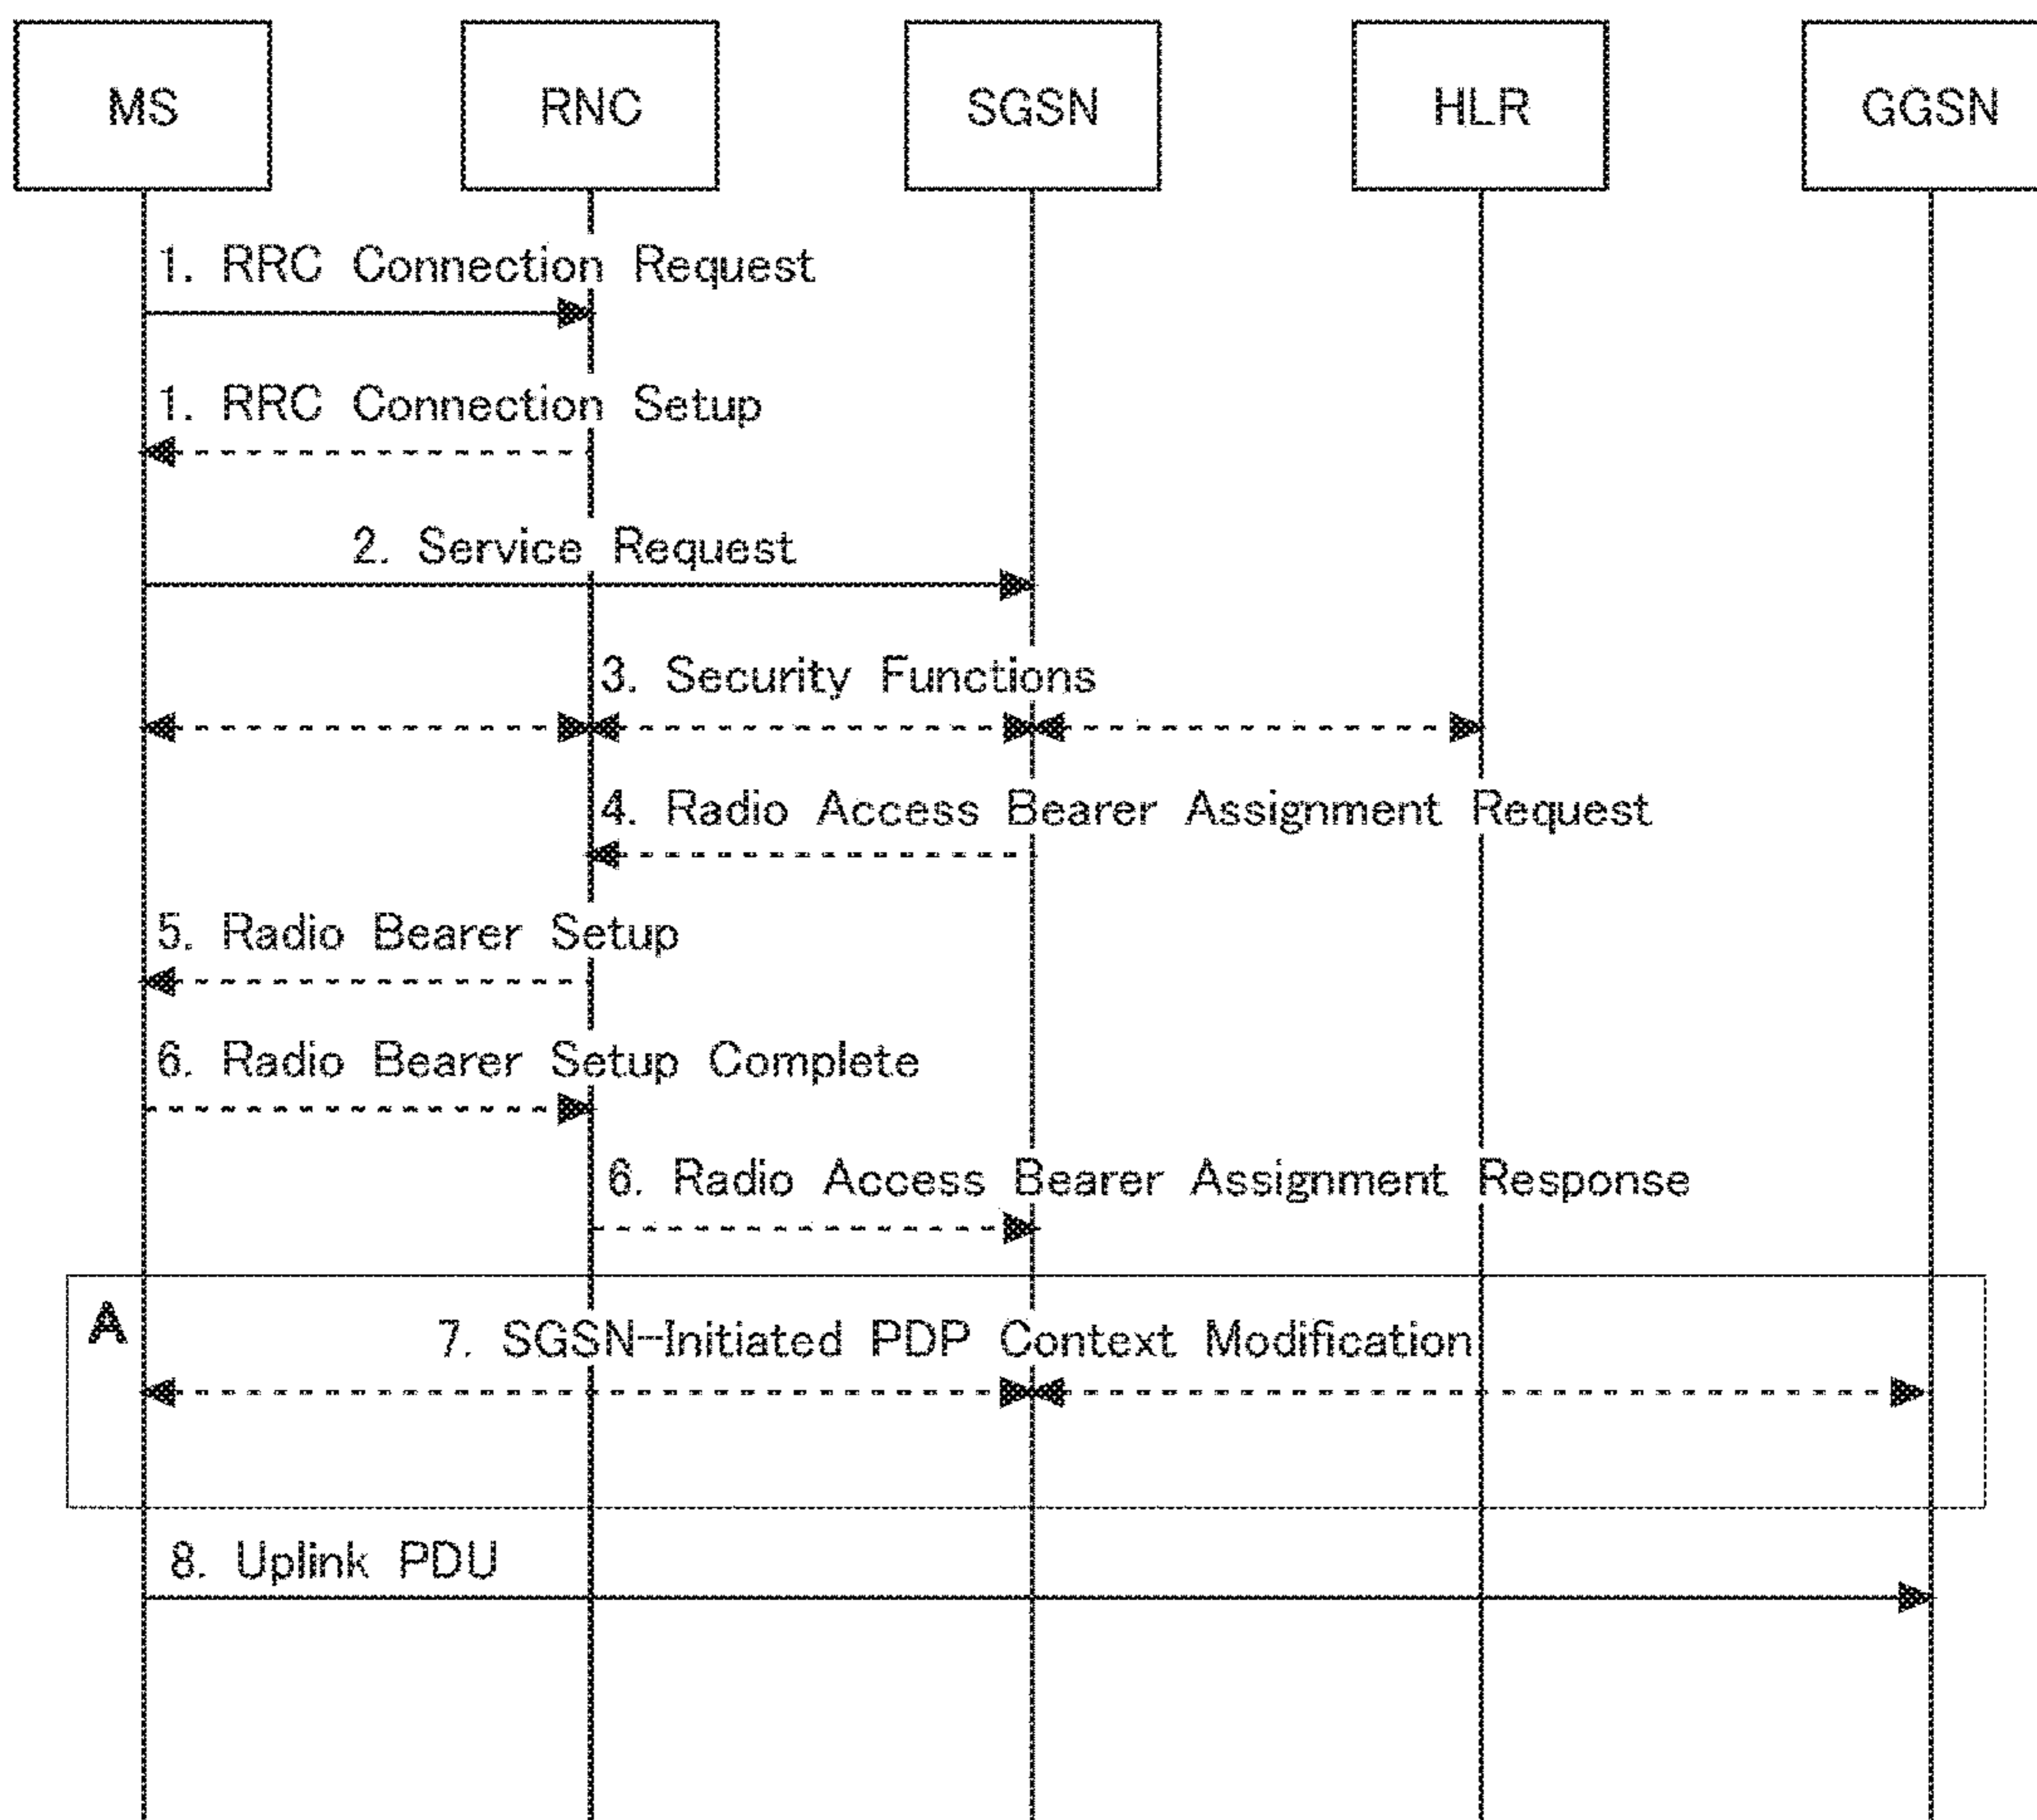 MS RNC SGSN HLR GGSN
1. RRC Connection Request
1. RRC Connection Setup
2. Service Request
3. Security Functions
4. Radio Access Bearer Assignment Request
5. Radio Bearer Setup
6. Radio Bearer Setup Complete
6. Radio Access Bearer Assignment Response
A
7. SGSN-Initiated PDP Context Modification
8. Uplink PDU